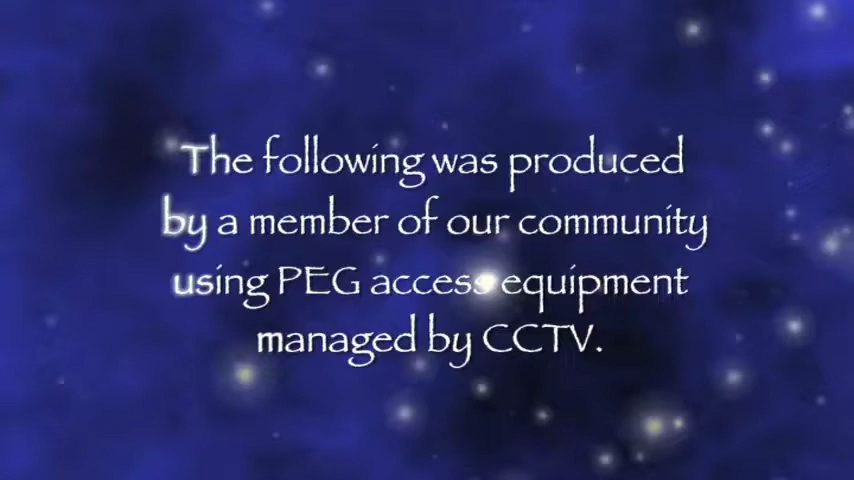 The following was produced
by a member of our community
using PEG access equipment
managed by CCTV.